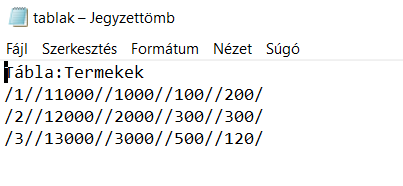 tablak – Jegyzettömb
Fájl Szerkesztés Formátum Nézet Súgó
Tábla:Termekek
/1//11000//1000//100//200/
/2//12000//2000//300//300/
/3//13000//3000//500//120/